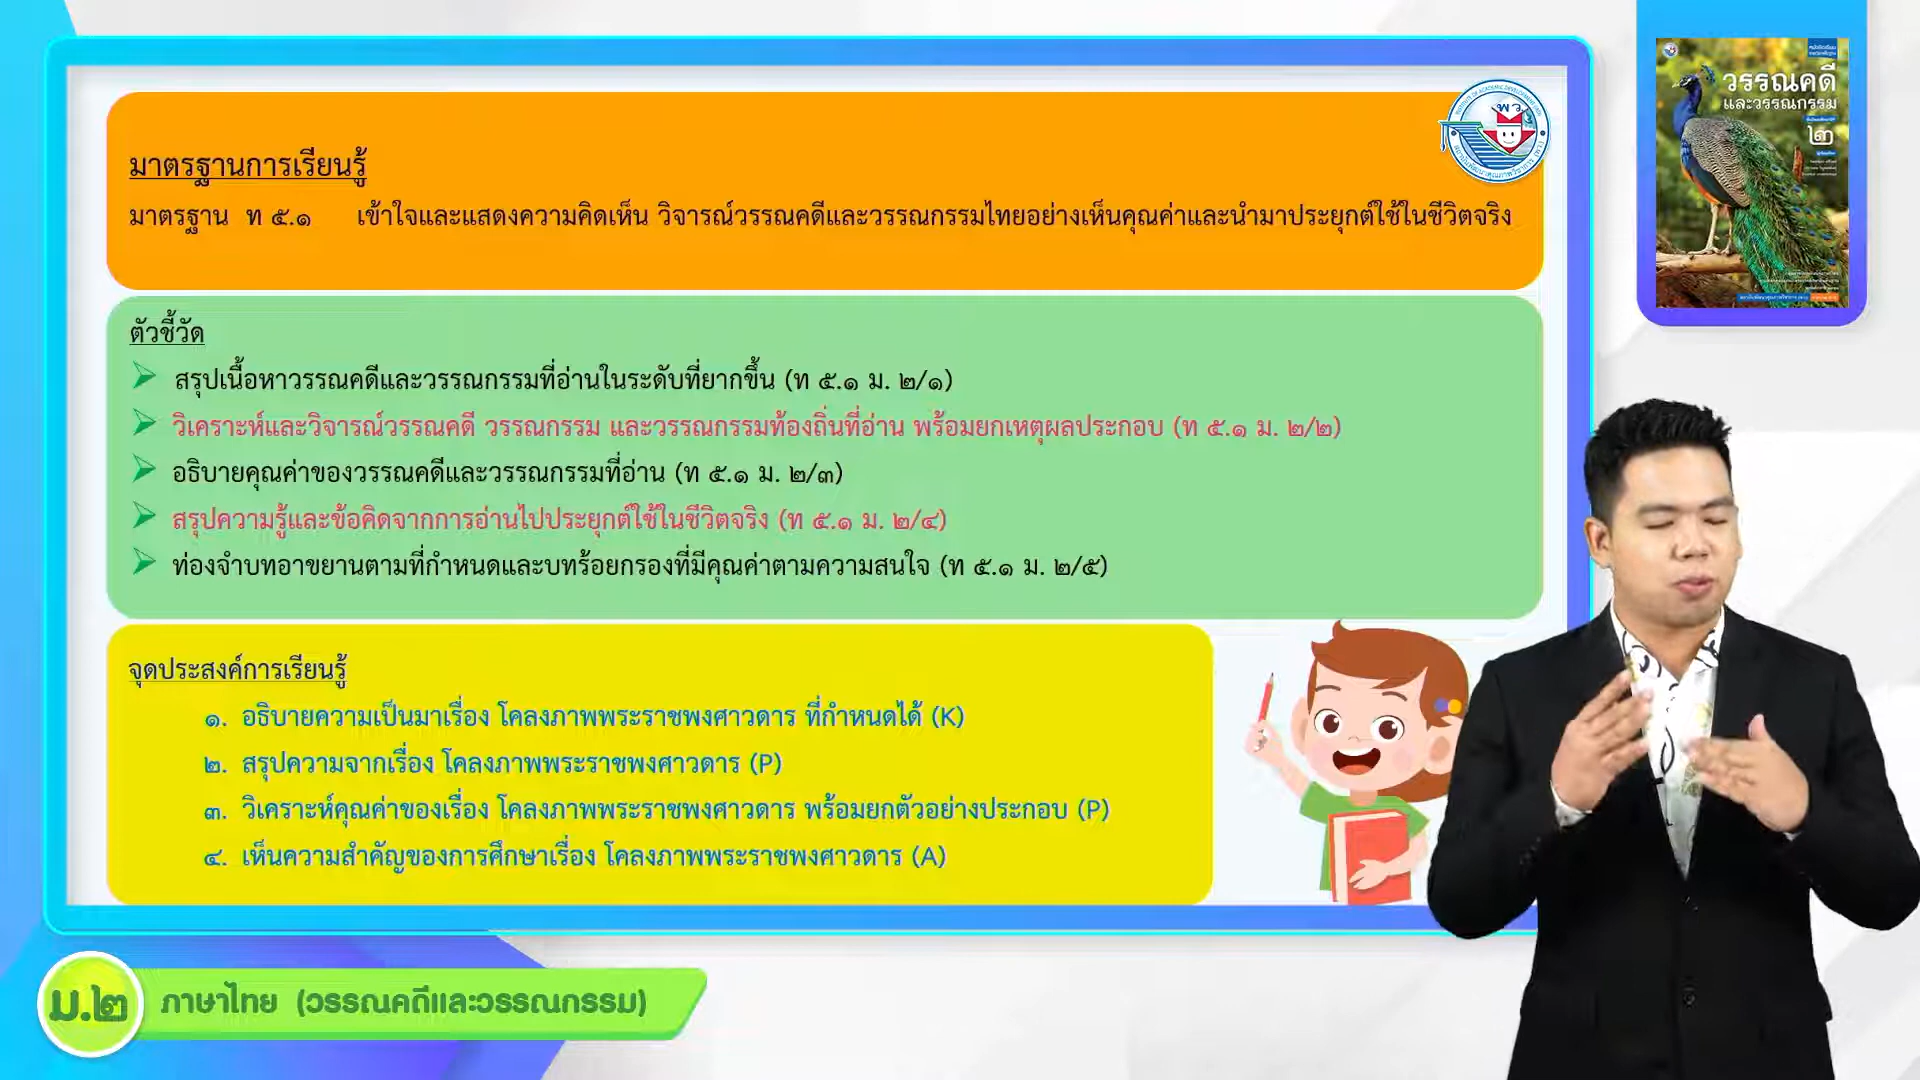 มาตรฐานการเรียนรู้
มาตรฐาน ท ๕.๑ เข้าใจและแสดงความคิดเห็น วิจารณ์วรรณคดีและวรรณกรรมไทยอย่างเห็นคุณค่าและนำมาประยุกต์ใช้ในชีวิตจริง
ตัวชี้วัด
สรุปเนื้อหาวรรณคดีและวรรณกรรมที่อ่านในระดับที่ยากขึ้น (ท ๕.๑ ม. ๒/๑)
วิเคราะห์และวิจารณ์วรรณคดี วรรณกรรม และวรรณกรรมท้องถิ่นที่อ่าน พร้อมยกเหตุผลประกอบ (ท ๕.๑ ม. ๒/๒)
อธิบายคุณค่าของวรรณคดีและวรรณกรรมที่อ่าน (ท ๕.๑ ม. ๒/๓)
สรุปความรู้และข้อคิดจากการอ่านไปประยุกต์ใช้ในชีวิตจริง (ท ๕.๑ ม. ๒/๔)
ท่องจำบทอาขยานตามที่กำหนดและบทร้อยกรองที่มีคุณค่าตามความสนใจ (ท ๕.๑ ม. ๒/๕)
จุดประสงค์การเรียนรู้
๑. อธิบายความเป็นมาเรื่อง โคลงภาพพระราชพงศาวดาร ที่กำหนดได้ (K)
๒. สรุปความจากเรื่อง โคลงภาพพระราชพงศาวดาร (P)
๓. วิเคราะห์คุณค่าของเรื่อง โคลงภาพพระราชพงศาวดาร พร้อมยกตัวอย่างประกอบ (P)
๔. เห็นความสำคัญของการศึกษาเรื่อง โคลงภาพพระราชพงศาวดาร (A)
พว.
วรรณคดี
และวรรณกรรม
๒
ม.๒ ภาษาไทย (วรรณคดีและวรรณกรรม)